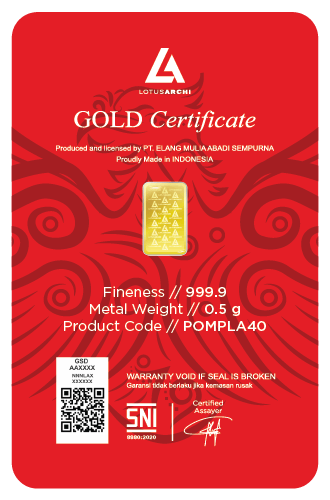 LOTUSARCHI
GOLD Certificate
Produced and licensed by PT. ELANG MULIA ABADI SEMPURNA
Proudly Made in INDONESIA
Fineness // 999.9
Metal Weight // 0.5 g
Product Code // POMPLA40
GSD
AAXXXX
NNNLAX
XXXXXX
WARRANTY VOID IF SEAL IS BROKEN
Garansi tidak berlaku jika kemasan rusak
SNI
8880:2020
Certified
Assayer